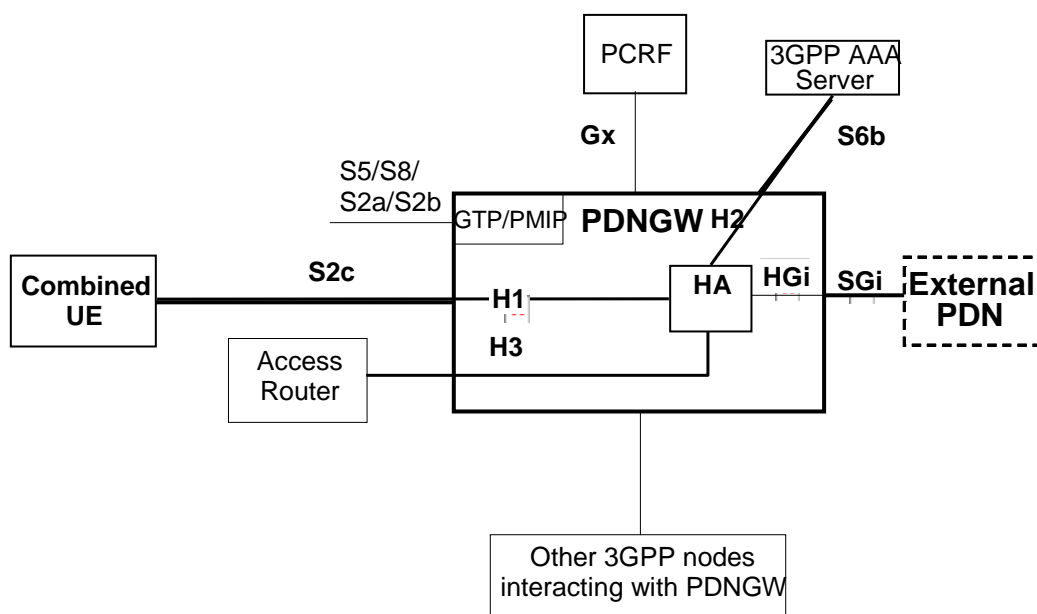 PCRF
3GPP AAA
Server
Gx
S6b
S5/S8/
S2a/S2b
GTP/PMIP
PDNGW
H2
S2c
Combined
UE
H1
HA
HGi
SGi
External
PDN
H3
Access
Router
Other 3GPP nodes
interacting with PDNGW